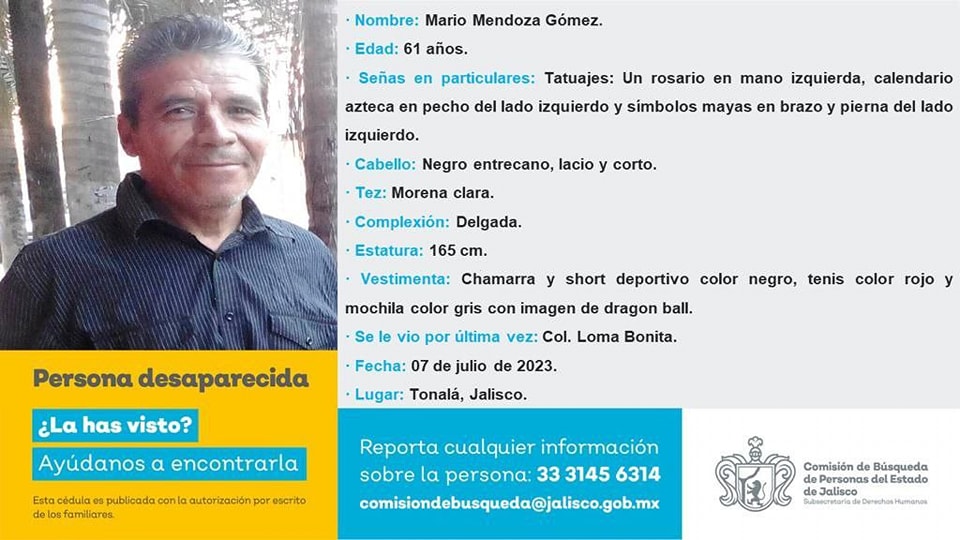 · Nombre: Mario Mendoza Gómez.
· Edad: 61 años.
· Señas en particulares: Tatuajes: Un rosario en mano izquierda, calendario
azteca en pecho del lado izquierdo y símbolos mayas en brazo y pierna del lado
izquierdo.
· Cabello: Negro entrecano, lacio y corto.
· Tez: Morena clara.
· Complexión: Delgada.
· Estatura: 165 cm.
· Vestimenta: Chamarra y short deportivo color negro, tenis color rojo y
mochila color gris con imagen de dragon ball.
· Se le vio por última vez: Col. Loma Bonita.
· Fecha: 07 de julio de 2023.
· Lugar: Tonalá, Jalisco.
Persona desaparecida
¿La has visto?
Ayúdanos a encontrarla
Esta cédula es publicada con la autorización por escrito
de los familiares.
Reporta cualquier información
sobre la persona: 33 3145 6314
comisiondebusqueda@jalisco.gob.mx
Comisión de Búsqueda
de Personas del Estado
de Jalisco
Subsecretaría de Derechos Humanos